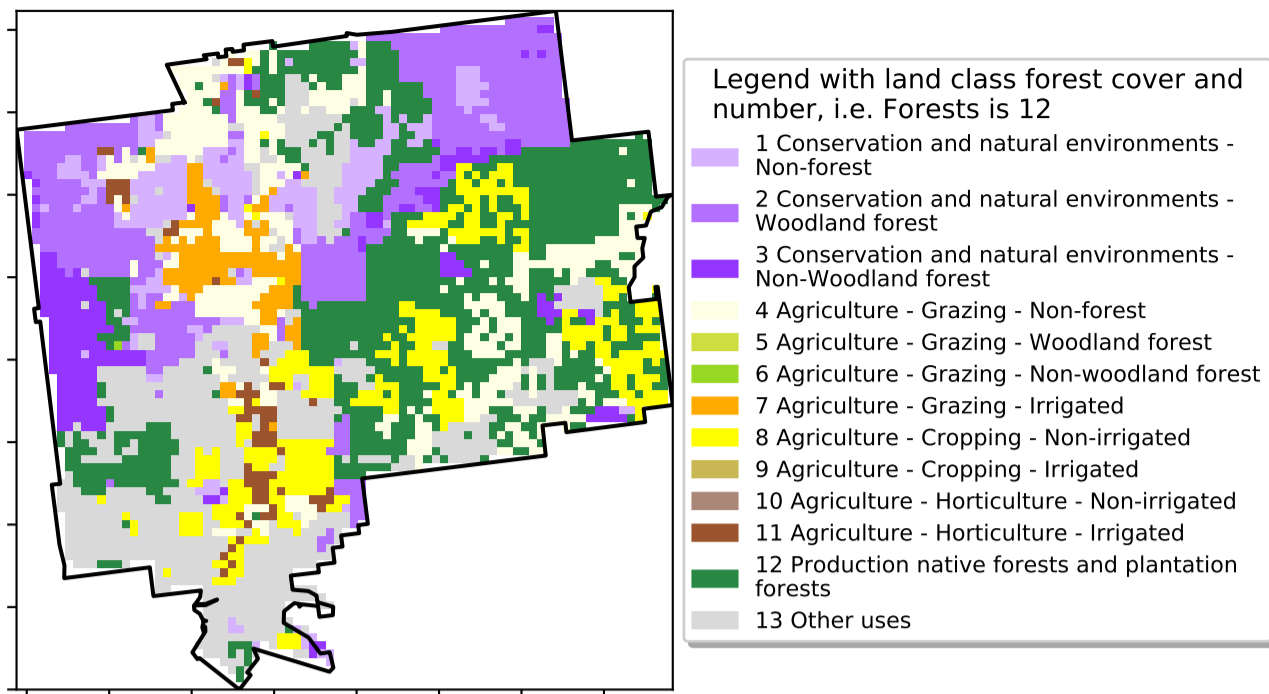 Legend with land class forest cover and
number, i.e. Forests is 12
1 Conservation and natural environments -
Non-forest
2 Conservation and natural environments -
Woodland forest
3 Conservation and natural environments -
Non-Woodland forest
4 Agriculture - Grazing - Non-forest
5 Agriculture - Grazing - Woodland forest
6 Agriculture - Grazing - Non-woodland forest
7 Agriculture - Grazing - Irrigated
8 Agriculture - Cropping - Non-irrigated
9 Agriculture - Cropping - Irrigated
10 Agriculture - Horticulture - Non-irrigated
11 Agriculture - Horticulture - Irrigated
12 Production native forests and plantation
forests
13 Other uses